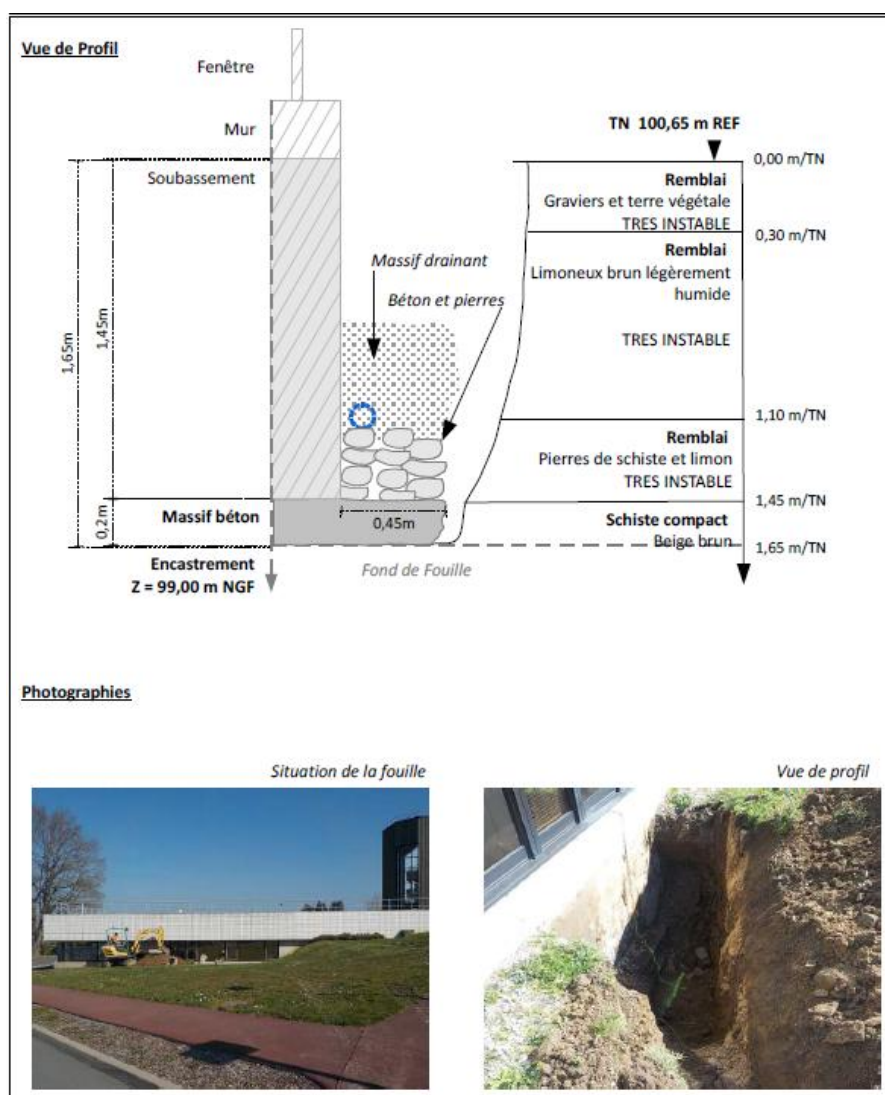 Vue de Profil
Fenêtre
Mur
TN 100,65 m REF
0,00 m/TN
Soubassement
Remblai
Graviers et terre végétale
TRES INSTABLE
0,30 m/TN
Remblai
Massif drainant
Limoneux brun légèrement
humide
Béton et pierres
TRES INSTABLE
1,65m
1,45m
1,10 m/TN
Remblai
Pierres de schiste et limon
TRES INSTABLE
1,45 m/TN
0,2m
Massif béton
0,45m
Schiste compact
Beige brun
1,65 m/TN
Encastrement
Z = 99,00 m NGF
Fond de Fouille
Photographies
Situation de la fouille
Vue de profil